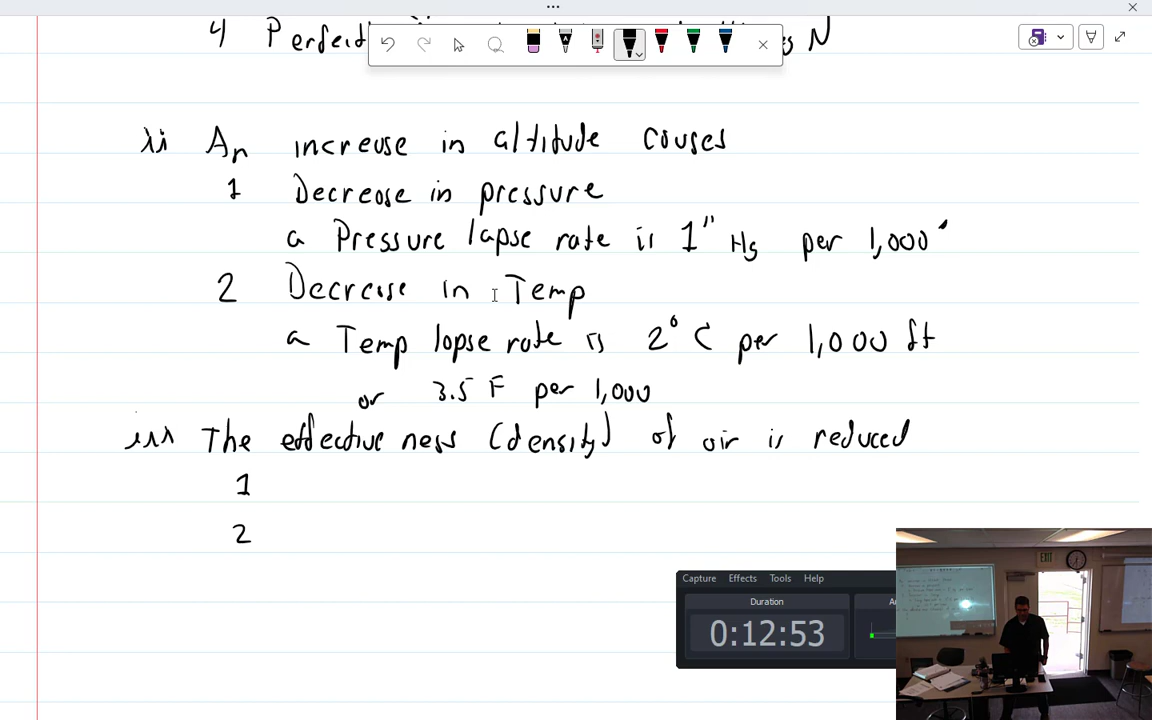 4 Perfect N
ii An increase in altitude causes
1 Decrease in pressure
a Pressure lapse rate is 1" Hg per 1,000'
2 Decrease in Temp
a Temp lapse rate is 2° C per 1,000 ft
or 3.5 F per 1,000
iii The effective ness (density) of air is reduced
1
2
Capture Effects Tools Help
Duration
0:12:53
EXIT